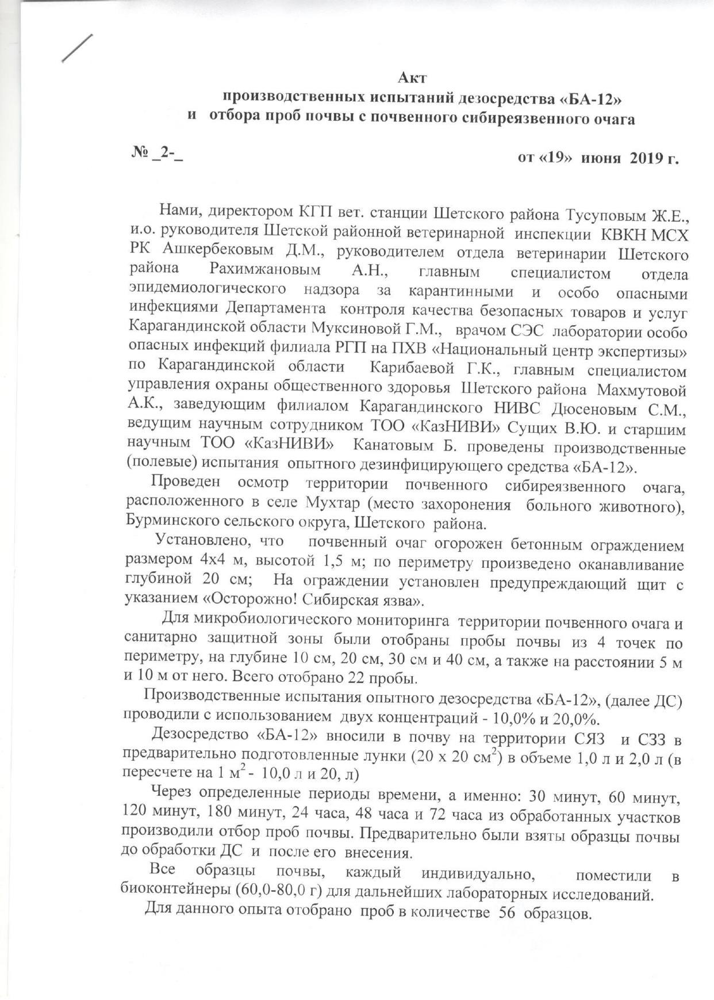 Акт
производственных испытаний дезосредства «БА-12»
и отбора проб почвы с почвенного сибиреязвенного очага
№ _2-_
от «19» июня 2019 г.
Нами, директором КГП вет. станции Шетского района Тусуповым Ж.Е.,
и.о. руководителя Шетской районной ветеринарной инспекции КВКН МСХ
РК Ашкербековым Д.М., руководителем отдела ветеринарии Шетского
района Рахимжановым А.Н., главным специалистом отдела
эпидемиологического надзора за карантинными и особо опасными
инфекциями Департамента контроля качества безопасных товаров и услуг
Карагандинской области Муксиновой Г.М., врачом СЭС лаборатории особо
опасных инфекций филиала РГП на ПХВ «Национальный центр экспертизы»
по Карагандинской области Карибаевой Г.К., главным специалистом
управления охраны общественного здоровья Шетского района Махмутовой
А.К., заведующим филиалом Карагандинского НИВС Дюсеновым С.М.,
ведущим научным сотрудником ТОО «КазНИВИ» Сущих В.Ю. и старшим
научным ТОО «КазНИВИ» Канатовым Б. проведены производственные
(полевые) испытания опытного дезинфицирующего средства «БА-12».
Проведен осмотр территории почвенного сибиреязвенного очага,
расположенного в селе Мухтар (место захоронения больного животного),
Бурминского сельского округа, Шетского района.
Установлено, что почвенный очаг огорожен бетонным ограждением
размером 4х4 м, высотой 1,5 м; по периметру произведено оканавливание
глубиной 20 см; На ограждении установлен предупреждающий щит с
указанием «Осторожно! Сибирская язва».
Для микробиологического мониторинга территории почвенного очага и
санитарно защитной зоны были отобраны пробы почвы из 4 точек по
периметру, на глубине 10 см, 20 см, 30 см и 40 см, а также на расстоянии 5 м
и 10 м от него. Всего отобрано 22 пробы.
Производственные испытания опытного дезосредства «БА-12», (далее ДС)
проводили с использованием двух концентраций - 10,0% и 20,0%.
Дезосредство «БА-12» вносили в почву на территории СЯЗ и СЗЗ в
предварительно подготовленные лунки (20 х 20 см²) в объеме 1,0 л и 2,0 л (в
пересчете на 1 м² - 10,0 л и 20, л)
Через определенные периоды времени, а именно: 30 минут, 60 минут,
120 минут, 180 минут, 24 часа, 48 часа и 72 часа из обработанных участков
производили отбор проб почвы. Предварительно были взяты образцы почвы
до обработки ДС и после его внесения.
Все образцы почвы, каждый индивидуально, поместили в
биоконтейнеры (60,0-80,0 г) для дальнейших лабораторных исследований.
Для данного опыта отобрано проб в количестве 56 образцов.